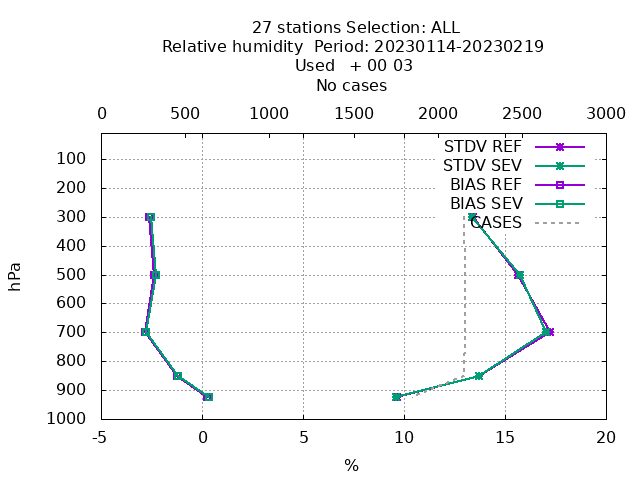 27 stations Selection: ALL
Relative humidity  Period: 20230114-20230219
Used   + 00 03
No cases
0 500 1000 1500 2000 2500 3000
STDV REF
STDV SEV
BIAS REF
BIAS SEV
CASES
100
200
300
400
500
600
700
800
900
1000
hPa
-5 0 5 10 15 20
%